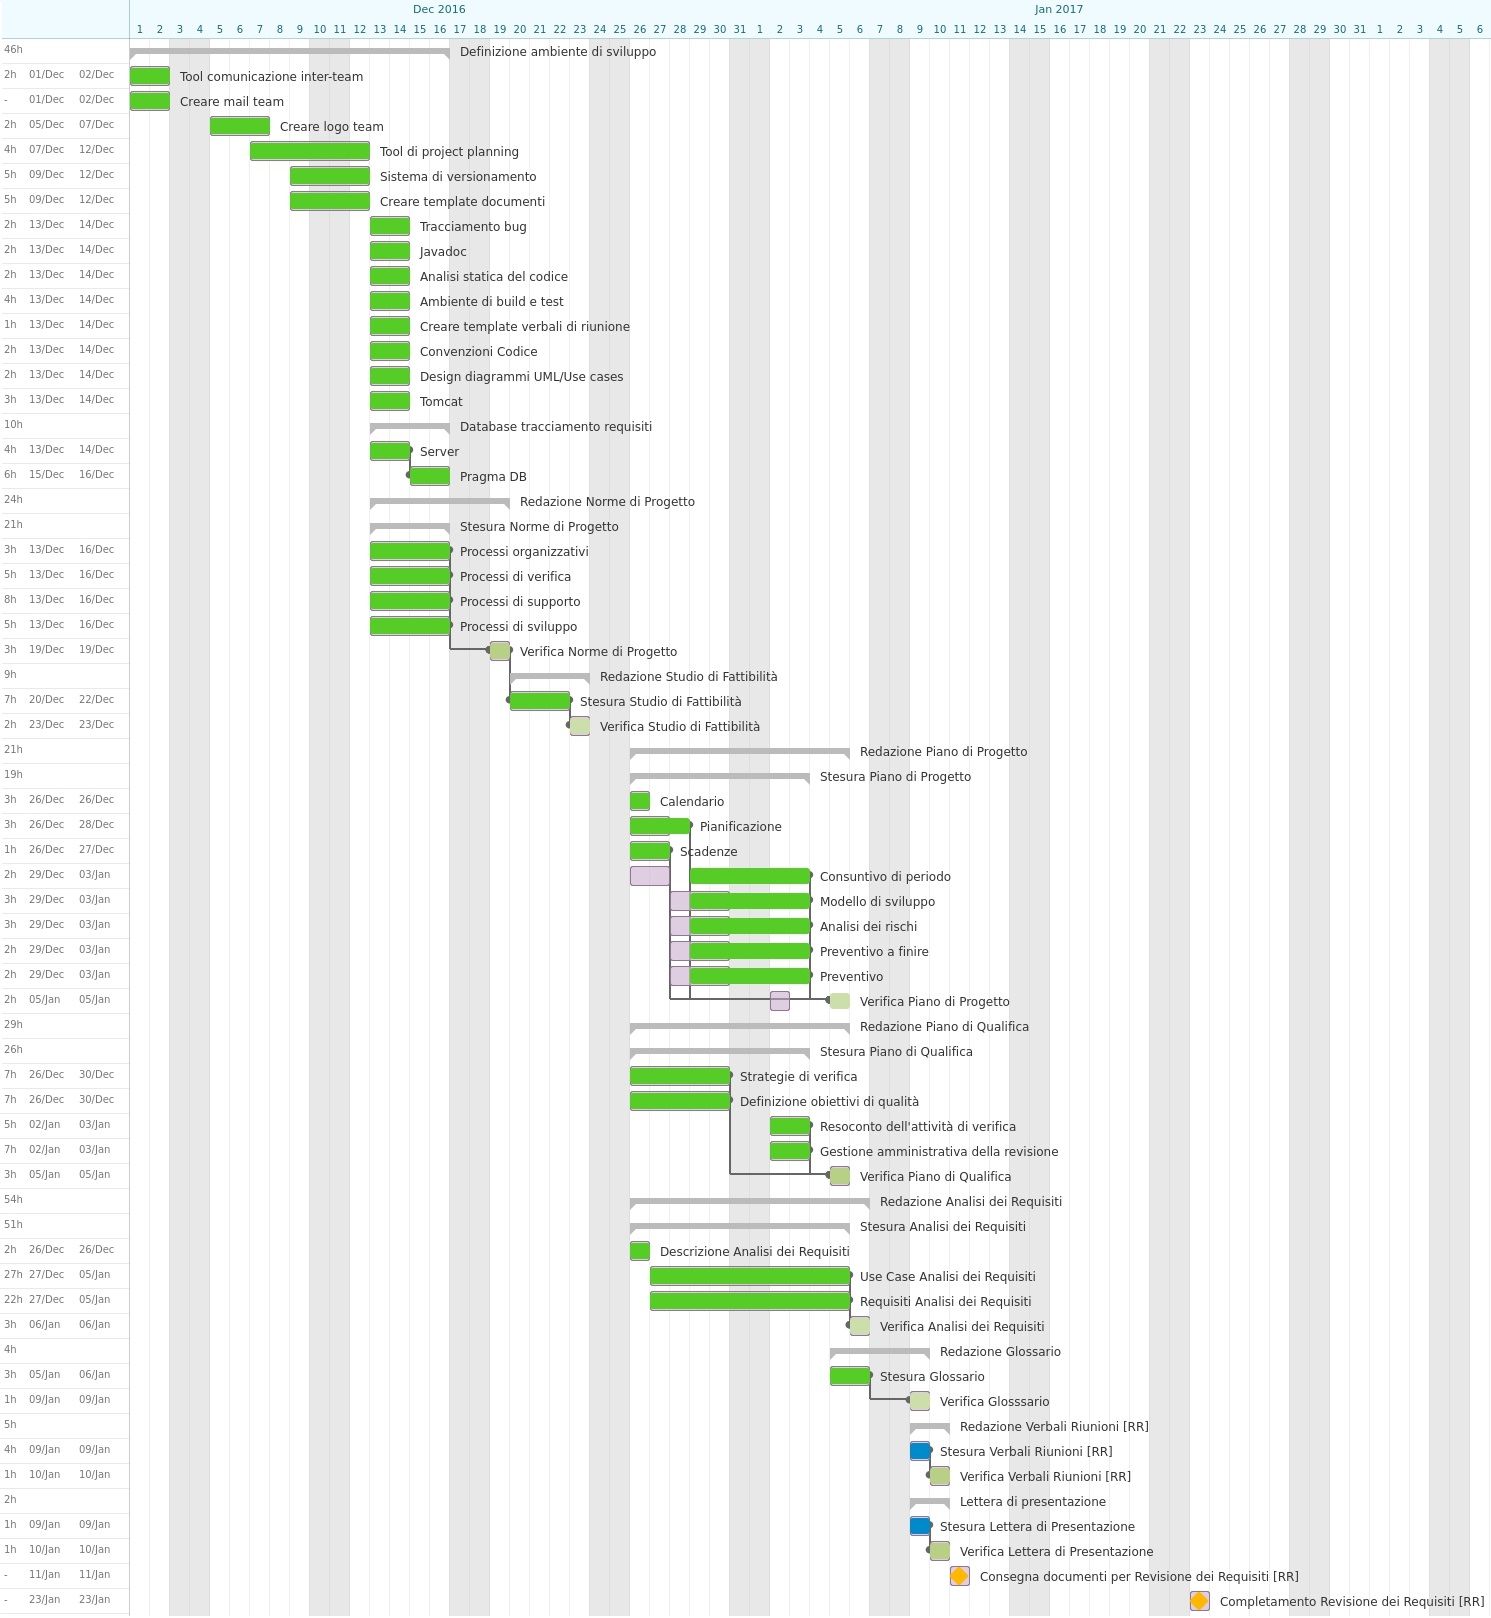 Dec 2016 Jan 2017
1 2 3 4 5 6 7 8 9 10 11 12 13 14 15 16 17 18 19 20 21 22 23 24 25 26 27 28 29 30 31 1 2 3 4 5 6 7 8 9 10 11 12 13 14 15 16 17 18 19 20 21 22 23 24 25 26 27 28 29 30 31 1 2 3 4 5 6
46h Definizione ambiente di sviluppo
2h 01/Dec 02/Dec Tool comunicazione inter-team
- 01/Dec 02/Dec Creare mail team
2h 05/Dec 07/Dec Creare logo team
4h 07/Dec 12/Dec Tool di project planning
5h 09/Dec 12/Dec Sistema di versionamento
5h 09/Dec 12/Dec Creare template documenti
2h 13/Dec 14/Dec Tracciamento bug
2h 13/Dec 14/Dec Javadoc
2h 13/Dec 14/Dec Analisi statica del codice
4h 13/Dec 14/Dec Ambiente di build e test
1h 13/Dec 14/Dec Creare template verbali di riunione
2h 13/Dec 14/Dec Convenzioni Codice
2h 13/Dec 14/Dec Design diagrammi UML/Use cases
3h 13/Dec 14/Dec Tomcat
10h Database tracciamento requisiti
4h 13/Dec 14/Dec Server
6h 15/Dec 16/Dec Pragma DB
24h Redazione Norme di Progetto
21h Stesura Norme di Progetto
3h 13/Dec 16/Dec Processi organizzativi
5h 13/Dec 16/Dec Processi di verifica
8h 13/Dec 16/Dec Processi di supporto
5h 13/Dec 16/Dec Processi di sviluppo
3h 19/Dec 19/Dec Verifica Norme di Progetto
9h Redazione Studio di Fattibilità
7h 20/Dec 22/Dec Stesura Studio di Fattibilità
2h 23/Dec 23/Dec Verifica Studio di Fattibilità
21h Redazione Piano di Progetto
19h Stesura Piano di Progetto
3h 26/Dec 26/Dec Calendario
3h 26/Dec 28/Dec Pianificazione
1h 26/Dec 27/Dec Scadenze
2h 29/Dec 03/Jan Consuntivo di periodo
3h 29/Dec 03/Jan Modello di sviluppo
3h 29/Dec 03/Jan Analisi dei rischi
2h 29/Dec 03/Jan Preventivo a finire
2h 29/Dec 03/Jan Preventivo
2h 05/Jan 05/Jan Verifica Piano di Progetto
29h Redazione Piano di Qualifica
26h Stesura Piano di Qualifica
7h 26/Dec 30/Dec Strategie di verifica
7h 26/Dec 30/Dec Definizione obiettivi di qualità
5h 02/Jan 03/Jan Resoconto dell'attività di verifica
7h 02/Jan 03/Jan Gestione amministrativa della revisione
3h 05/Jan 05/Jan Verifica Piano di Qualifica
54h Redazione Analisi dei Requisiti
51h Stesura Analisi dei Requisiti
2h 26/Dec 26/Dec Descrizione Analisi dei Requisiti
27h 27/Dec 05/Jan Use Case Analisi dei Requisiti
22h 27/Dec 05/Jan Requisiti Analisi dei Requisiti
3h 06/Jan 06/Jan Verifica Analisi dei Requisiti
4h Redazione Glossario
3h 05/Jan 06/Jan Stesura Glossario
1h 09/Jan 09/Jan Verifica Glosssario
5h Redazione Verbali Riunioni [RR]
4h 09/Jan 09/Jan Stesura Verbali Riunioni [RR]
1h 10/Jan 10/Jan Verifica Verbali Riunioni [RR]
2h Lettera di presentazione
1h 09/Jan 09/Jan Stesura Lettera di Presentazione
1h 10/Jan 10/Jan Verifica Lettera di Presentazione
- 11/Jan 11/Jan Consegna documenti per Revisione dei Requisiti [RR]
- 23/Jan 23/Jan Completamento Revisione dei Requisiti [RR]